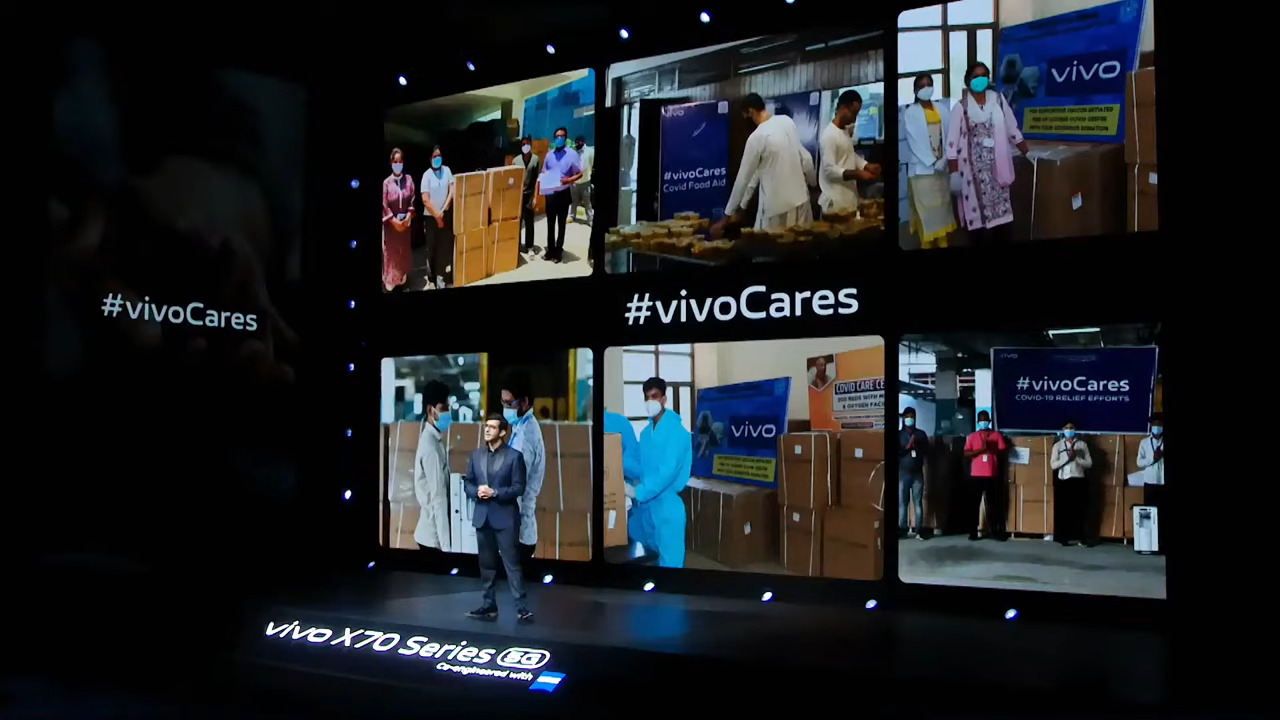 vivo
#vivoCares
Covid Food Aid
vivo
#vivoCares
#vivoCares
vivo
COVID CARE CE
vivo
#vivoCares
COVID-19 RELIEF EFFORTS
vivo X70 Series 5G
Co-engineered with